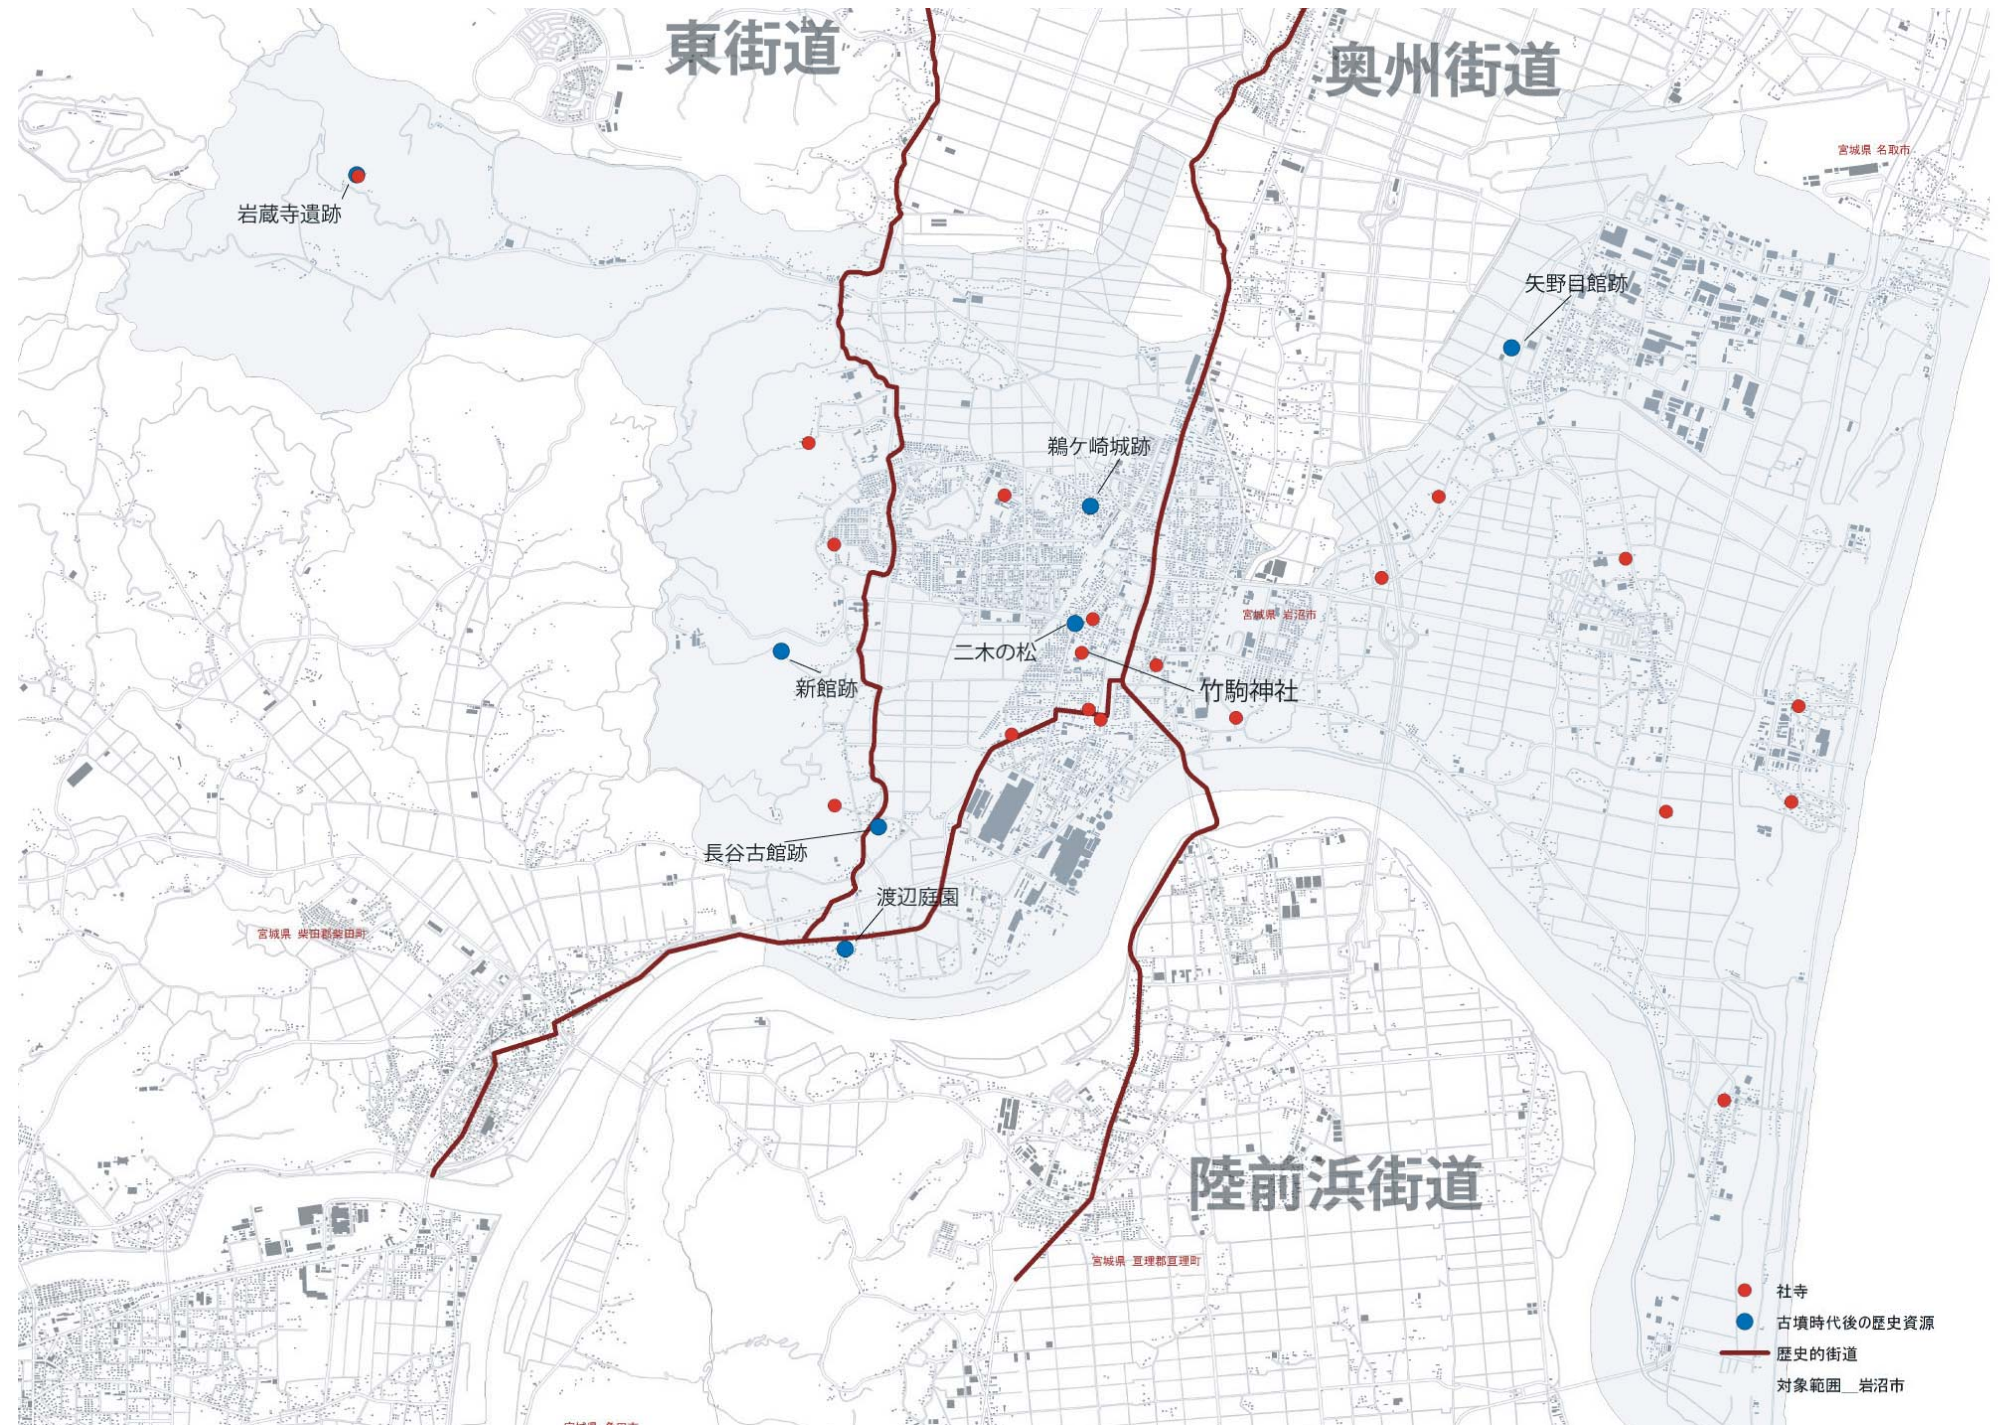 東街道
奥州街道
宮城県 名取市
岩蔵寺遺跡
矢野目館跡
鵜ケ崎城跡
宮城県 岩沼市
二木の松
新館跡
竹駒神社
長谷古館跡
渡辺庭園
宮城県 柴田郡柴田町
陸前浜街道
宮城県 亘理郡亘理町
社寺
古墳時代後の歴史資源
歴史的街道
対象範囲__岩沼市